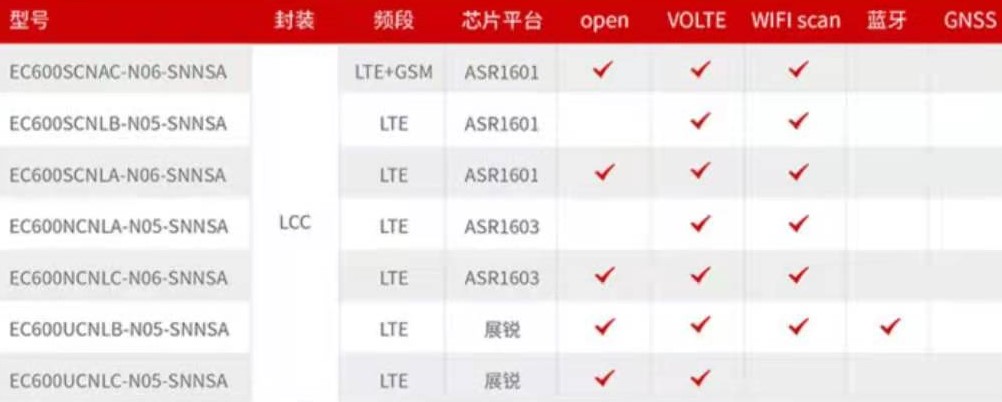 型号 封装 频段 芯片平台 open VOLTE WIFI scan 蓝牙 GNSS
EC600SCNAC-N06-SNNSA LTE+GSM ASR1601 ✓ ✓ ✓
EC600SCNLB-N05-SNNSA LTE ASR1601 ✓ ✓
EC600SCNLA-N06-SNNSA LTE ASR1601 ✓ ✓ ✓
EC600NCNLA-N05-SNNSA LCC LTE ASR1603 ✓ ✓
EC600NCNLC-N06-SNNSA LTE ASR1603 ✓ ✓ ✓
EC600UCNLB-N05-SNNSA LTE 展锐 ✓ ✓ ✓ ✓
EC600UCNLC-N05-SNNSA LTE 展锐 ✓ ✓